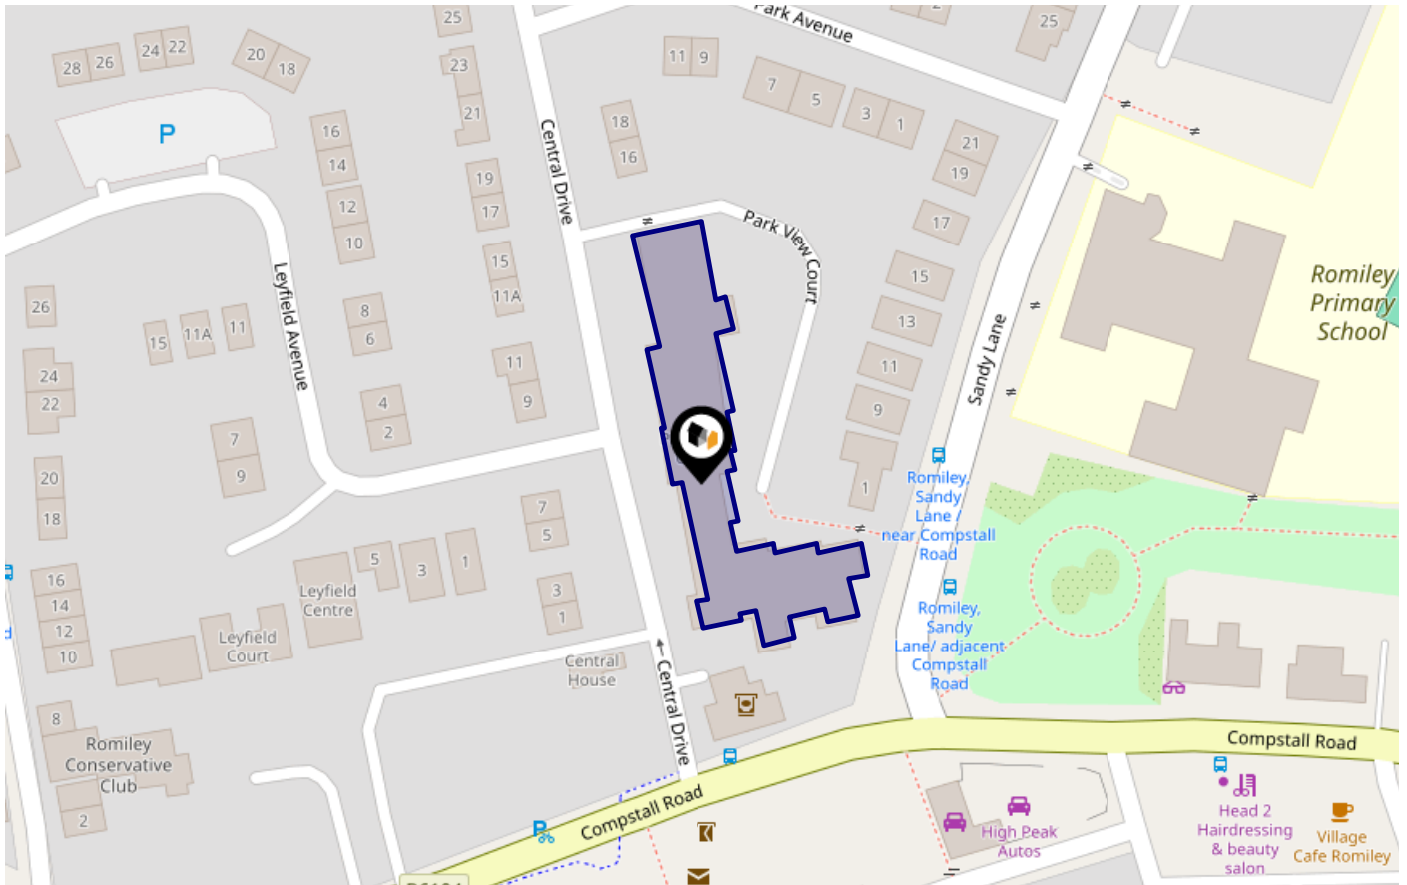 Park Avenue
25
2
25
28
26
24
22
20
18
23
21
11
9
7
5
3
1
P
16
14
18
16
21
19
Central Drive
19
17
12
10
17
Park View Court
15
11A
15
26
8
6
13
Leyfield Avenue
15
11A
11
Romiley
Primary
School
Sandy Lane
11
9
11
24
22
4
2
9
7
9
1
20
18
Romiley,
Sandy
Lane /
near Compstall
Road
7
5
16
14
12
10
5
3
1
Leyfield
Centre
3
1
Leyfield
Court
Romiley,
Sandy
Lane/ adjacent
Compstall
Road
Central
House
← Central Drive
8
Romiley
Conservative
Club
2
Compstall Road
Compstall Road
P
High Peak
Autos
Head 2
Hairdressing
& beauty
salon
Village
Cafe Romiley
d